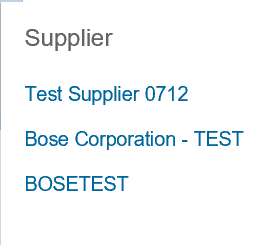 Supplier
Test Supplier 0712
Bose Corporation - TEST
BOSETEST